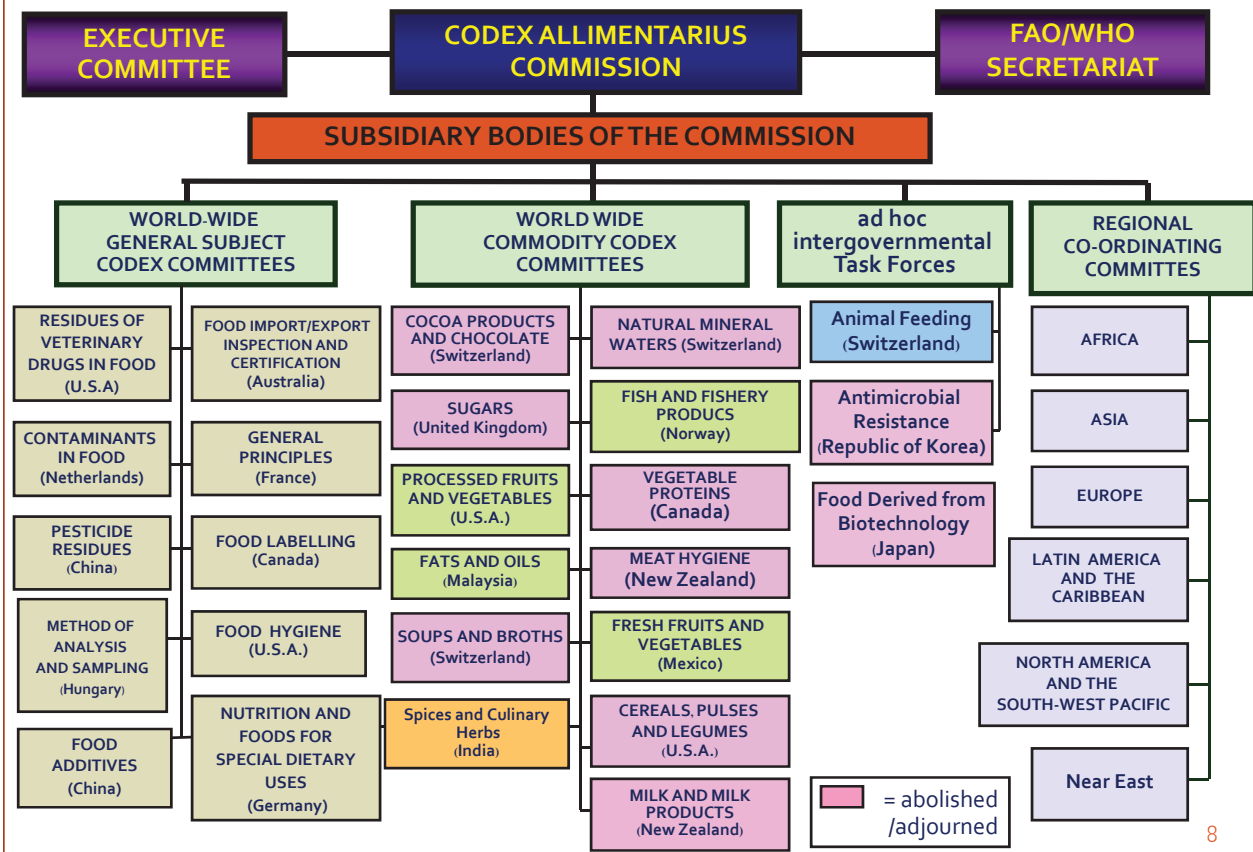 EXECUTIVE
COMMITTEE
CODEX ALLIMENTARIUS
COMMISSION
FAO/WHO
SECRETARIAT
SUBSIDIARY BODIES OF THE COMMISSION
WORLD-WIDE
GENERAL SUBJECT
CODEX COMMITTEES
RESIDUES OF
VETERINARY
DRUGS IN FOOD
(U.S.A)
FOOD IMPORT/EXPORT
INSPECTION AND
CERTIFICATION
(Australia)
CONTAMINANTS
IN FOOD
(Netherlands)
GENERAL
PRINCIPLES
(France)
PESTICIDE
RESIDUES
(China)
FOOD LABELLING
(Canada)
METHOD OF
ANALYSIS
AND SAMPLING
(Hungary)
FOOD HYGIENE
(U.S.A.)
FOOD
ADDITIVES
(China)
NUTRITION AND
FOODS FOR
SPECIAL DIETARY
USES
(Germany)
WORLD WIDE
COMMODITY CODEX
COMMITTEES
COCOA PRODUCTS
AND CHOCOLATE
(Switzerland)
NATURAL MINERAL
WATERS (Switzerland)
SUGARS
(United Kingdom)
FISH AND FISHERY
PRODUCS
(Norway)
PROCESSED FRUITS
AND VEGETABLES
(U.S.A.)
VEGETABLE
PROTEINS
(Canada)
FATS AND OILS
(Malaysia)
MEAT HYGIENE
(New Zealand)
SOUPS AND BROTHS
(Switzerland)
FRESH FRUITS AND
VEGETABLES
(Mexico)
Spices and Culinary
Herbs
(India)
CEREALS, PULSES
AND LEGUMES
(U.S.A.)
MILK AND MILK
PRODUCTS
(New Zealand)
ad hoc
intergovernmental
Task Forces
Animal Feeding
(Switzerland)
Antimicrobial
Resistance
(Republic of Korea)
Food Derived from
Biotechnology
(Japan)
REGIONAL
CO-ORDINATING
COMMITTES
AFRICA
ASIA
EUROPE
LATIN AMERICA
AND THE
CARIBBEAN
NORTH AMERICA
AND THE
SOUTH-WEST PACIFIC
Near East
= abolished
/adjourned
8